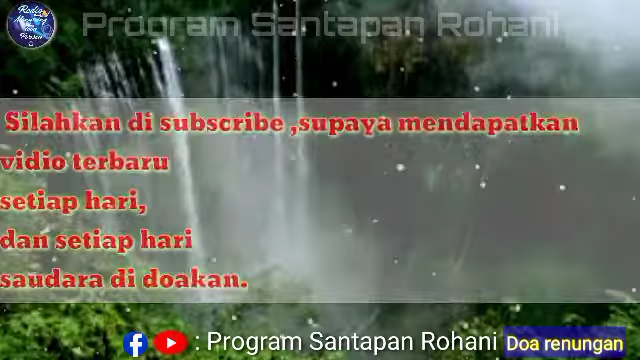 Program Santapan Rohani
Silahkan di subscribe ,supaya mendapatkan
vidio terbaru
setiap hari,
dan setiap hari
saudara di doakan.
: Program Santapan Rohani
Doa renungan